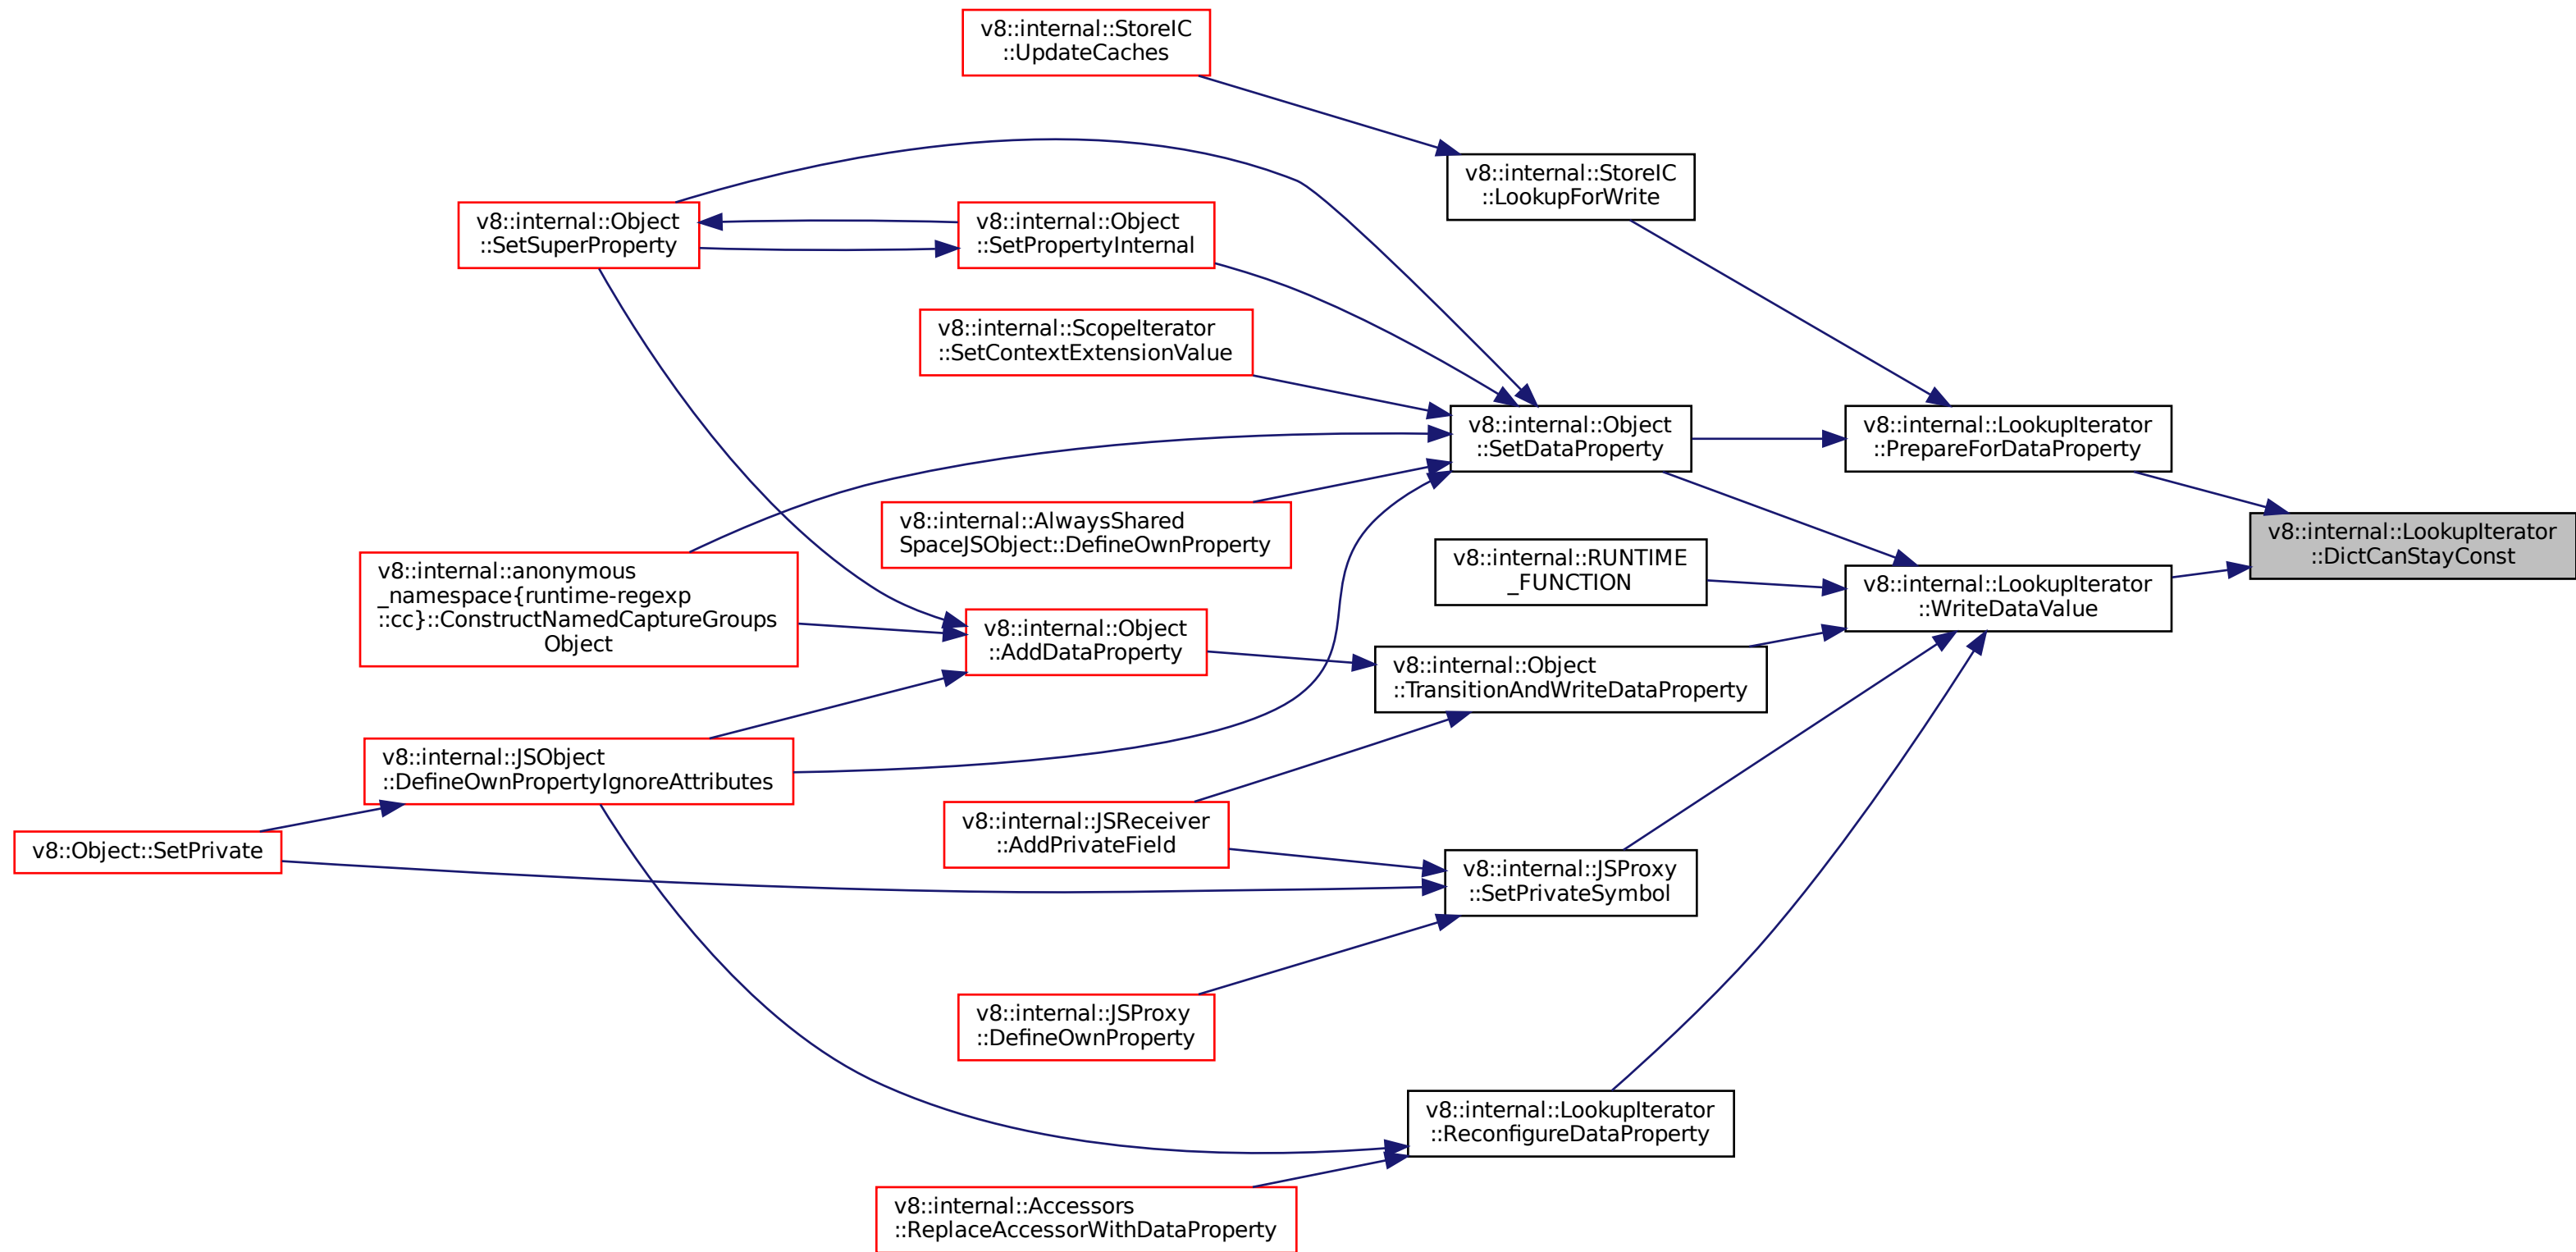 v8::internal::StoreIC
::UpdateCaches
v8::internal::StoreIC
::LookupForWrite
v8::internal::Object
::SetSuperProperty
v8::internal::Object
::SetPropertyInternal
v8::internal::ScopeIterator
::SetContextExtensionValue
v8::internal::Object
::SetDataProperty
v8::internal::LookupIterator
::PrepareForDataProperty
v8::internal::AlwaysShared
SpaceJSObject::DefineOwnProperty
v8::internal::LookupIterator
::DictCanStayConst
v8::internal::RUNTIME
_FUNCTION
v8::internal::anonymous
_namespace{runtime-regexp
::cc}::ConstructNamedCaptureGroups
Object
v8::internal::LookupIterator
::WriteDataValue
v8::internal::Object
::AddDataProperty
v8::internal::Object
::TransitionAndWriteDataProperty
v8::internal::JSObject
::DefineOwnPropertyIgnoreAttributes
v8::Object::SetPrivate
v8::internal::JSReceiver
::AddPrivateField
v8::internal::JSProxy
::SetPrivateSymbol
v8::internal::JSProxy
::DefineOwnProperty
v8::internal::LookupIterator
::ReconfigureDataProperty
v8::internal::Accessors
::ReplaceAccessorWithDataProperty